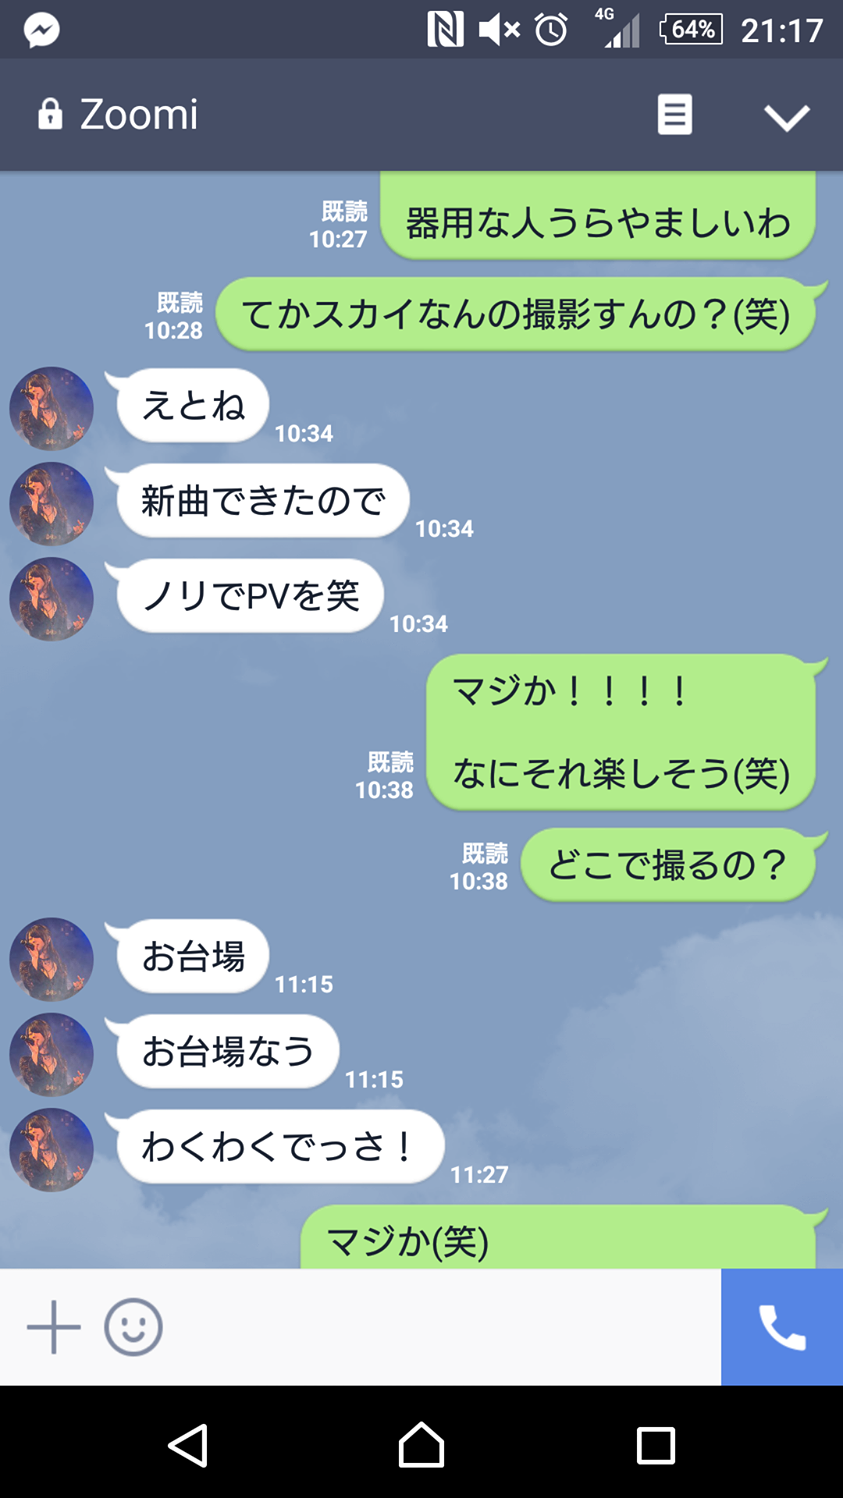 4G
64%
21:17
Zoomi
器用な人うらやましいわ
既読
10:27
てかスカイなんの撮影すんの？(笑)
既読
10:28
えとね
10:34
新曲できたので
10:34
ノリでPVを笑
10:34
マジか！！！！
なにそれ楽しそう(笑)
既読
10:38
どこで撮るの？
既読
10:38
お台場
11:15
お台場なう
11:15
わくわくでっさ！
11:27
マジか(笑)